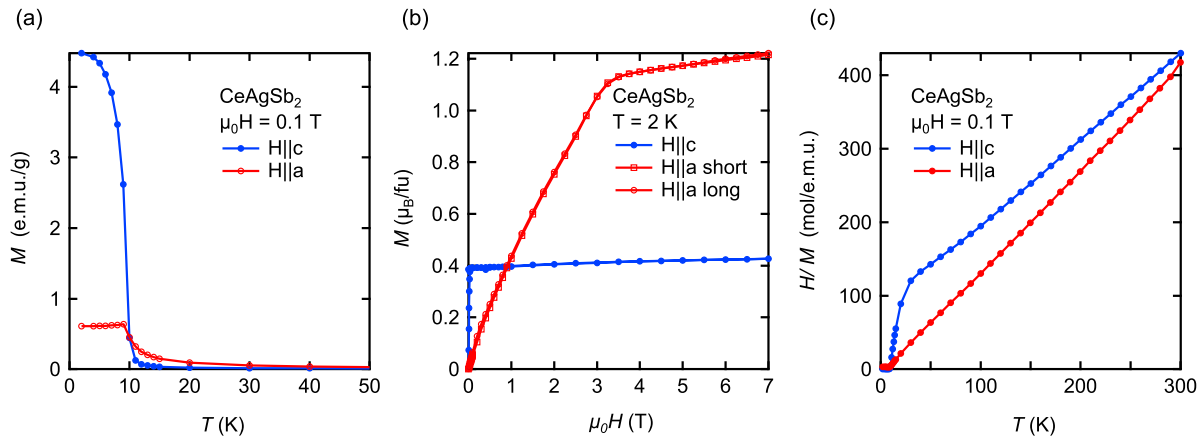 (a)
4
3
2
1
0
M (e.m.u./g)
CeAgSb2
μ0H = 0.1 T
H||c
H||a
0 10 20 30 40 50
T (K)
(b)
1.2
1.0
0.8
0.6
0.4
0.2
0
M (μB/fu)
CeAgSb2
T = 2 K
H||c
H||a short
H||a long
0 1 2 3 4 5 6 7
μ0H (T)
(c)
400
300
200
100
0
H/M (mol/e.m.u.)
CeAgSb2
μ0H = 0.1 T
H||c
H||a
0 100 200 300
T (K)